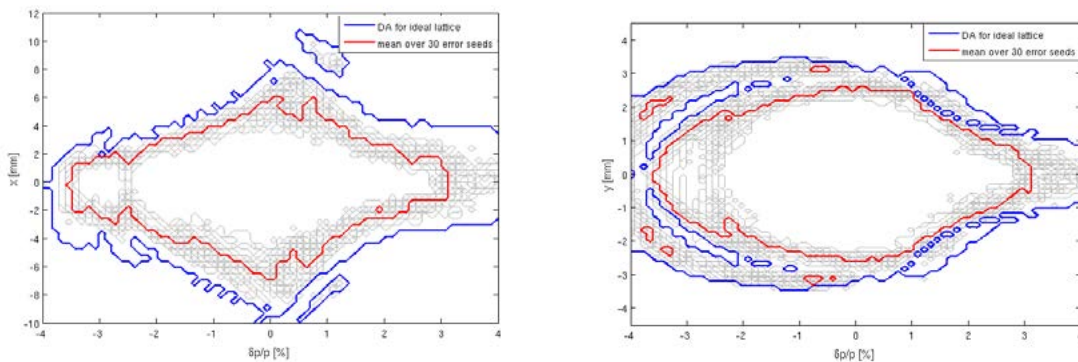 DA for ideal lattice
mean over 30 error seeds
12
10
8
6
4
2
0
-2
-4
-6
-8
-10
x [mm]
-4 -3 -2 -1 0 1 2 3 4
δp/p [%]
DA for ideal lattice
mean over 30 error seeds
4
3
2
1
0
-1
-2
-3
-4
y [mm]
-4 -3 -2 -1 0 1 2 3 4
δp/p [%]